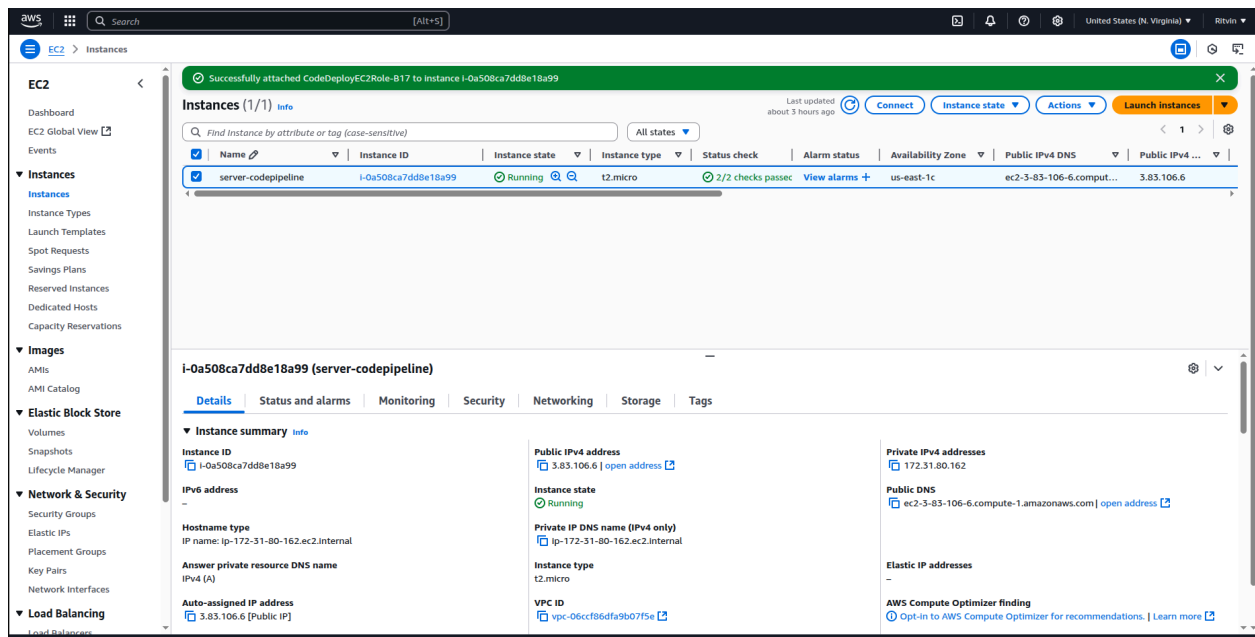 aws
Search [Alt+S]
United States (N. Virginia) ▼ Ritvin ▼
EC2 > Instances
EC2
Dashboard
EC2 Global View
Events
▼ Instances
Instances
Instance Types
Launch Templates
Spot Requests
Savings Plans
Reserved Instances
Dedicated Hosts
Capacity Reservations
▼ Images
AMIs
AMI Catalog
▼ Elastic Block Store
Volumes
Snapshots
Lifecycle Manager
▼ Network & Security
Security Groups
Elastic IPs
Placement Groups
Key Pairs
Network Interfaces
▼ Load Balancing
Load Balancers
Successfully attached CodeDeployEC2Role-B17 to instance i-0a508ca7dd8e18a99
Instances (1/1) Info
Last updated
about 3 hours ago
Connect
Instance state ▼
Actions ▼
Launch instances ▼
Find Instance by attribute or tag (case-sensitive)
All states ▼
< 1 >
Name Instance ID Instance state Instance type Status check Alarm status Availability Zone Public IPv4 DNS Public IPv4 ...
server-codepipeline i-0a508ca7dd8e18a99 Running t2.micro 2/2 checks passec View alarms + us-east-1c ec2-3-83-106-6.comput... 3.83.106.6
i-0a508ca7dd8e18a99 (server-codepipeline)
Details Status and alarms Monitoring Security Networking Storage Tags
▼ Instance summary Info
Instance ID
i-0a508ca7dd8e18a99
Public IPv4 address
3.83.106.6 | open address
Private IPv4 addresses
172.31.80.162
IPv6 address
–
Instance state
Running
Public DNS
ec2-3-83-106-6.compute-1.amazonaws.com | open address
Hostname type
IP name: ip-172-31-80-162.ec2.internal
Private IP DNS name (IPv4 only)
ip-172-31-80-162.ec2.internal
Answer private resource DNS name
IPv4 (A)
Instance type
t2.micro
Elastic IP addresses
–
Auto-assigned IP address
3.83.106.6 [Public IP]
VPC ID
vpc-06ccf86dfa9b07f5e
AWS Compute Optimizer finding
Opt-in to AWS Compute Optimizer for recommendations. | Learn more